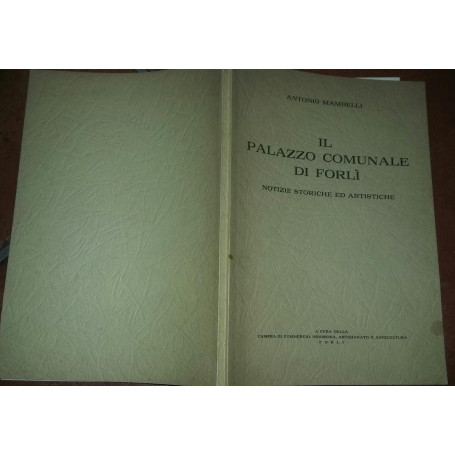 ANTONIO MAMBELLI
IL
PALAZZO COMUNALE
DI FORLÌ
NOTIZIE STORICHE ED ARTISTICHE
A CURA DELLA
CAMERA DI COMMERCIO INDUSTRIA, ARTIGIANATO E AGRICOLTURA
FORLÌ